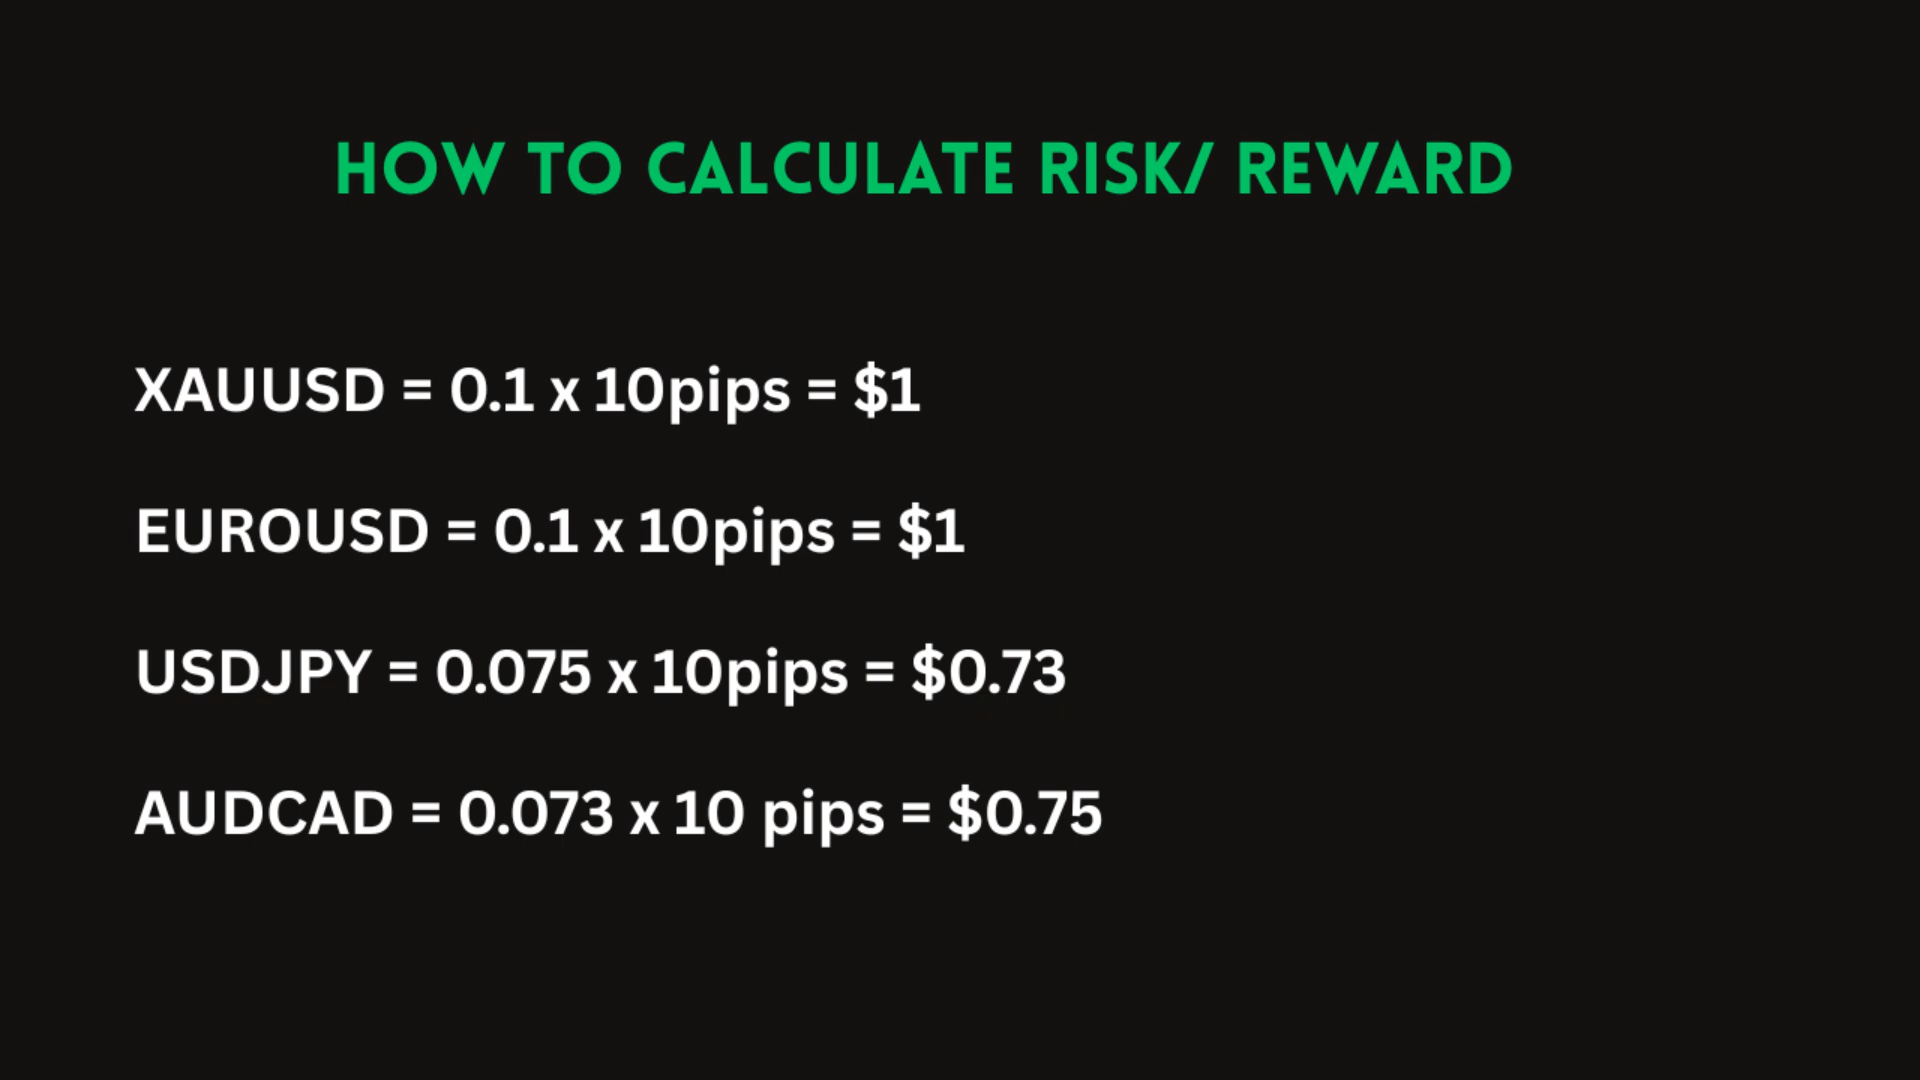 HOW TO CALCULATE RISK/ REWARD
XAUUSD = 0.1 x 10pips = $1
EUROUSD = 0.1 x 10pips = $1
USDJPY = 0.075 x 10pips = $0.73
AUDCAD = 0.073 x 10 pips = $0.75